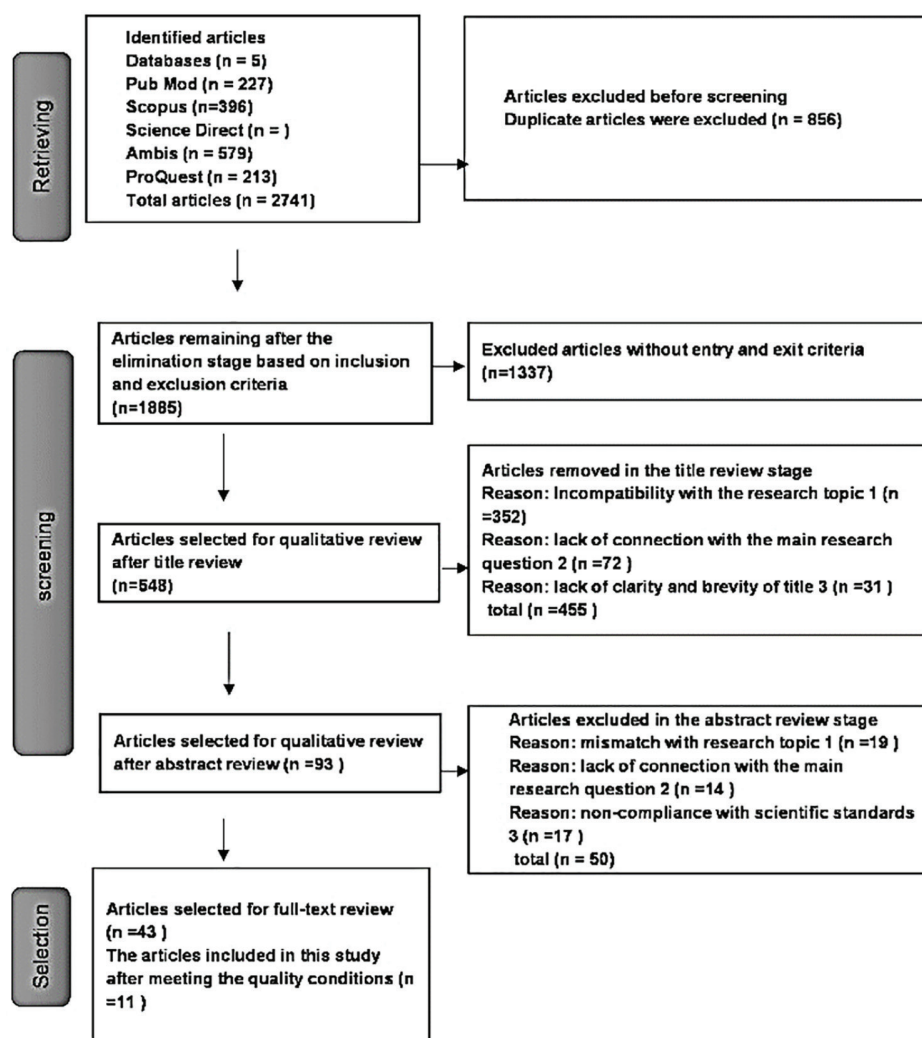 Retrieving
Identified articles
Databases (n = 5)
Pub Mod (n = 227)
Scopus (n=396)
Science Direct (n = )
Ambis (n = 579)
ProQuest (n = 213)
Total articles (n = 2741)
Articles excluded before screening
Duplicate articles were excluded (n = 856)
screening
Articles remaining after the
elimination stage based on inclusion
and exclusion criteria
(n=1885)
Excluded articles without entry and exit criteria
(n=1337)
Articles selected for qualitative review
after title review
(n=548)
Articles removed in the title review stage
Reason: Incompatibility with the research topic 1 (n
=352)
Reason: lack of connection with the main research
question 2 (n =72 )
Reason: lack of clarity and brevity of title 3 (n =31 )
total (n =455 )
Articles selected for qualitative review
after abstract review (n =93 )
Articles excluded in the abstract review stage
Reason: mismatch with research topic 1 (n =19 )
Reason: lack of connection with the main
research question 2 (n =14 )
Reason: non-compliance with scientific standards
3 (n =17 )
total (n = 50)
Selection
Articles selected for full-text review
(n =43 )
The articles included in this study
after meeting the quality conditions (n
=11 )